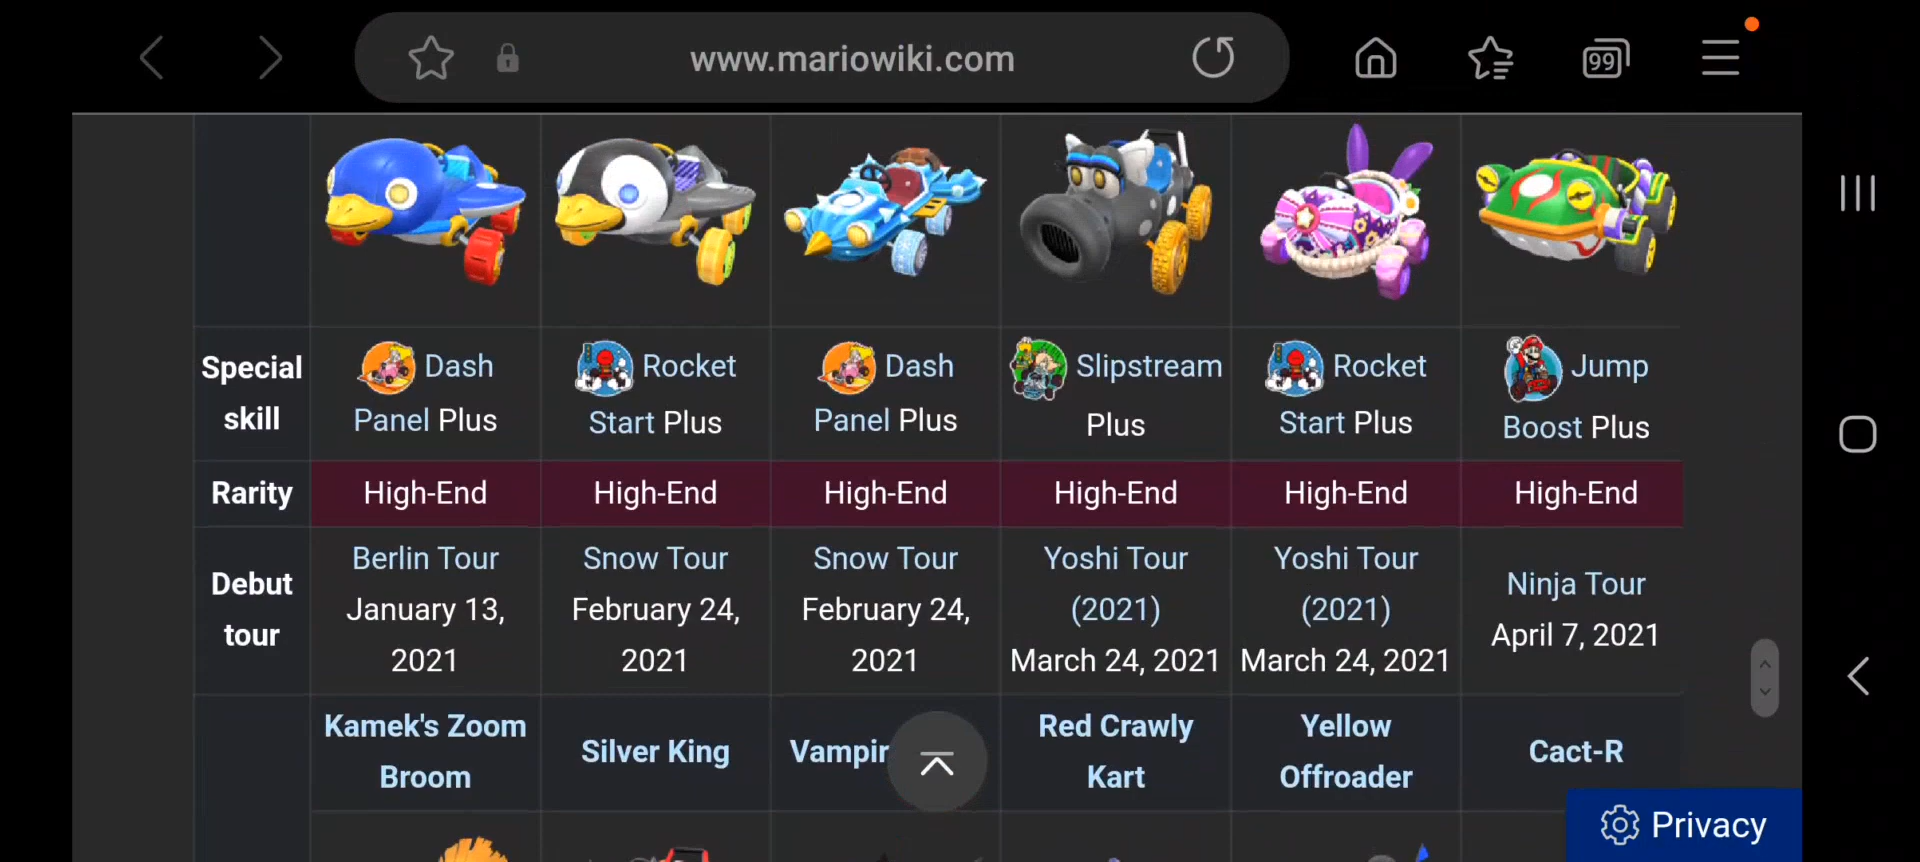 www.mariowiki.com
99
Special skill
Dash Panel Plus
Rocket Start Plus
Dash Panel Plus
Slipstream Plus
Rocket Start Plus
Jump Boost Plus
Rarity
High-End
High-End
High-End
High-End
High-End
High-End
Debut tour
Berlin Tour
January 13,
2021
Snow Tour
February 24,
2021
Snow Tour
February 24,
2021
Yoshi Tour
(2021)
March 24, 2021
Yoshi Tour
(2021)
March 24, 2021
Ninja Tour
April 7, 2021
Kamek's Zoom
Broom
Silver King
Vampir
Red Crawly
Kart
Yellow
Offroader
Cact-R
Privacy